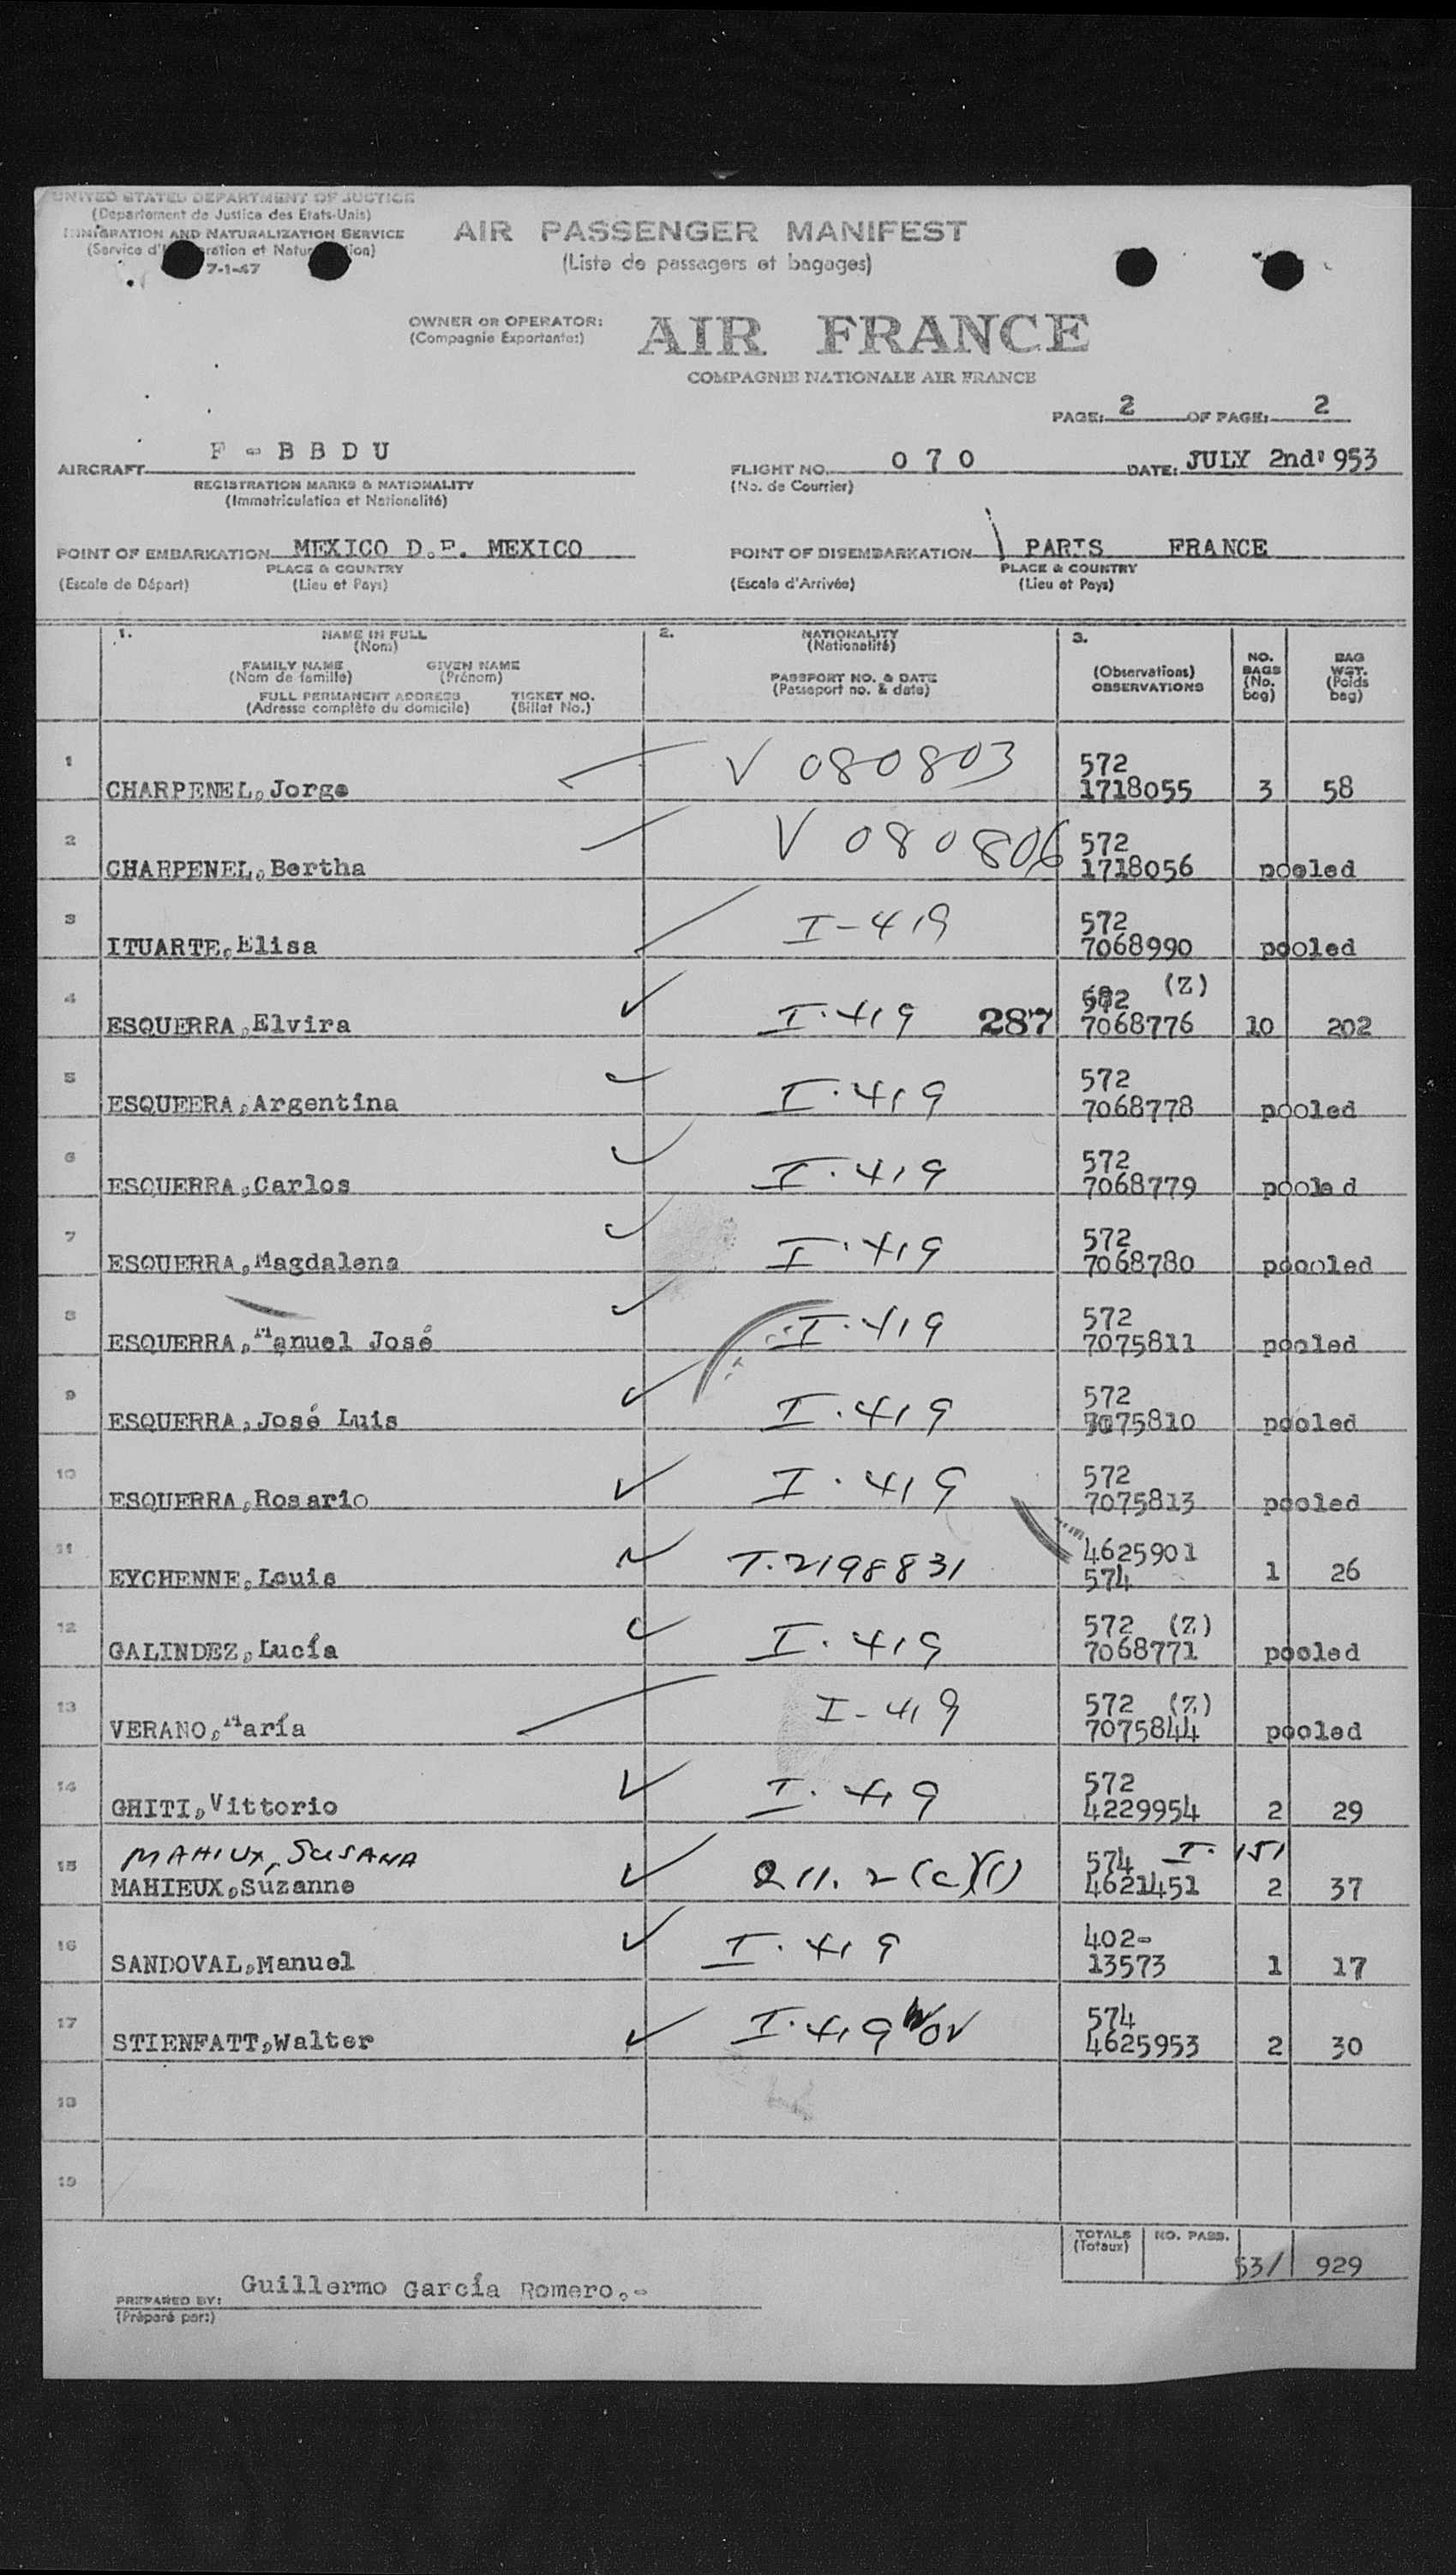 UNITED STATES DEPARTMENT OF JUSTICE
(Departement de Justice des Etats-Unis)
IMMIGRATION AND NATURALIZATION SERVICE
(Service d' ration et Natur tion)
7-1-47
AIR PASSENGER MANIFEST
(Liste de passagers et bagages)
OWNER OR OPERATOR: AIR FRANCE
(Compagnie Exportante:)
COMPAGNIE NATIONALE AIR FRANCE
PAGE: 2 OF PAGE: 2
AIRCRAFT F - B B D U
REGISTRATION MARKS & NATIONALITY
(Immatriculation et Nationalité)
FLIGHT NO. 0 7 0 DATE: JULY 2nd' 953
(No. de Courrier)
POINT OF EMBARKATION MEXICO D.F. MEXICO
PLACE & COUNTRY
(Escale de Départ) (Lieu et Pays)
POINT OF DISEMBARKATION PARIS FRANCE
PLACE & COUNTRY
(Escale d'Arrivée) (Lieu et Pays)
1. NAME IN FULL
(Nom)
FAMILY NAME GIVEN NAME
(Nom de famille) (Prénom)
FULL PERMANENT ADDRESS TICKET NO.
(Adresse complète du domicile) (Billet No.)
2. NATIONALITY
(Nationalité)
PASSPORT NO. & DATE
(Passeport no. & date)
3.
(Observations)
OBSERVATIONS
NO.
BAGS
(No.
bag)
BAG
WGT.
(Poids
bag)
1 V 080803 572
CHARPENEL, Jorge 1718055 3 58
2 V 080806 572
CHARPENEL, Bertha 1718056 pooled
3 I-419 572
ITUARTE, Elisa 7068990 pooled
4 I.419 287 572 (Z)
ESQUERRA, Elvira 7068776 10 202
5 I.419 572
ESQUEERA, Argentina 7068778 pooled
6 I.419 572
ESQUERRA, Carlos 7068779 poole d
7 I.419 572
ESQUERRA, Magdalena 7068780 poooled
8 I.419 572
ESQUERRA, Manuel José 7075811 pooled
9 I.419 572
ESQUERRA, José Luis 7075810 pooled
10 I.419 572
ESQUERRA, Rosario 7075813 pooled
11 T.2198831 4625901
EYCHENNE, Louis 574 1 26
12 I.419 572 (Z)
GALINDEZ, Lucía 7068771 pooled
13 I-419 572 (Z)
VERANO, María 7075844 pooled
14 I.419 572
GHITI, Vittorio 4229954 2 29
15 MAHIUX, SUSANA 211.2(c)(1) 574 I. 151
MAHIEUX, Suzanne 4621451 2 37
16 I.419 402-
SANDOVAL, Manuel 13573 1 17
17 I.419 WOV 574
STIENFATT, Walter 4625953 2 30
18
19
TOTALS NO. PASS.
(Totaux) 53/ 929
PREPARED BY: Guillermo García Romero.-
(Préparé par:)